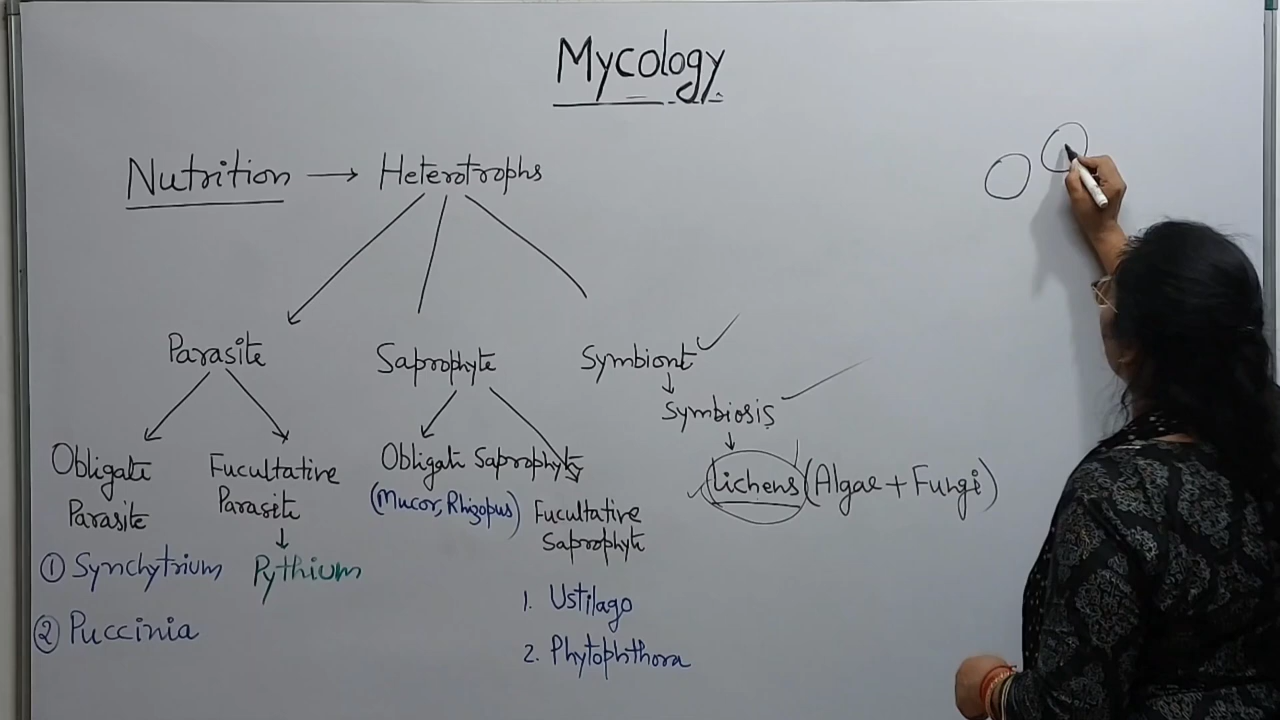 Mycology
Nutrition → Heterotrophs
Parasite
Saprophyte
Symbiont
Symbiosis
Obligate
Parasite
① Synchytrium
② Puccinia
Fucultative
Parasite
Pythium
Obligate Saprophyte
(Mucor, Rhizopus)
Fucultative
Saprophyte
1. Ustilago
2. Phytophthora
Lichens (Algae + Fungi)